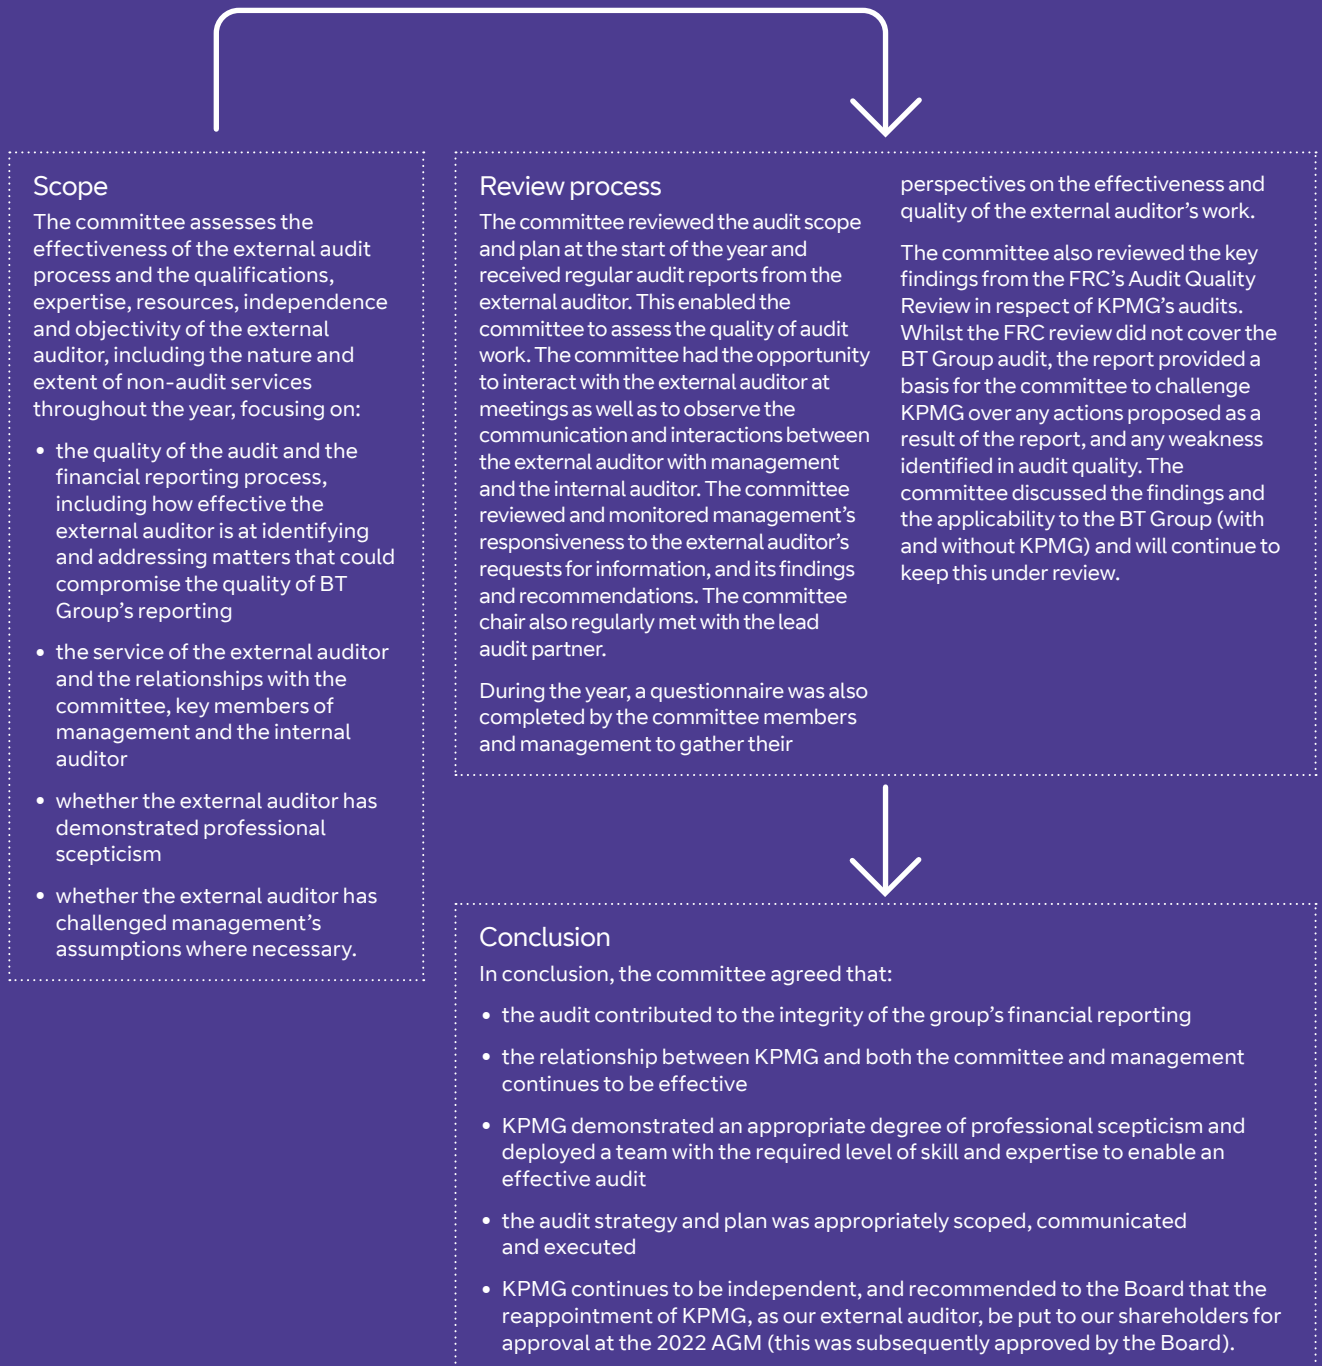 Scope
The committee assesses the
effectiveness of the external audit
process and the qualifications,
expertise, resources, independence
and objectivity of the external
auditor, including the nature and
extent of non-audit services
throughout the year, focusing on:
• the quality of the audit and the
financial reporting process,
including how effective the
external auditor is at identifying
and addressing matters that could
compromise the quality of BT
Group’s reporting
• the service of the external auditor
and the relationships with the
committee, key members of
management and the internal
auditor
• whether the external auditor has
demonstrated professional
scepticism
• whether the external auditor has
challenged management’s
assumptions where necessary.
Review process
The committee reviewed the audit scope
and plan at the start of the year and
received regular audit reports from the
external auditor. This enabled the
committee to assess the quality of audit
work. The committee had the opportunity
to interact with the external auditor at
meetings as well as to observe the
communication and interactions between
the external auditor with management
and the internal auditor. The committee
reviewed and monitored management’s
responsiveness to the external auditor’s
requests for information, and its findings
and recommendations. The committee
chair also regularly met with the lead
audit partner.
During the year, a questionnaire was also
completed by the committee members
and management to gather their
perspectives on the effectiveness and
quality of the external auditor’s work.
The committee also reviewed the key
findings from the FRC’s Audit Quality
Review in respect of KPMG’s audits.
Whilst the FRC review did not cover the
BT Group audit, the report provided a
basis for the committee to challenge
KPMG over any actions proposed as a
result of the report, and any weakness
identified in audit quality. The
committee discussed the findings and
the applicability to the BT Group (with
and without KPMG) and will continue to
keep this under review.
Conclusion
In conclusion, the committee agreed that:
• the audit contributed to the integrity of the group’s financial reporting
• the relationship between KPMG and both the committee and management
continues to be effective
• KPMG demonstrated an appropriate degree of professional scepticism and
deployed a team with the required level of skill and expertise to enable an
effective audit
• the audit strategy and plan was appropriately scoped, communicated
and executed
• KPMG continues to be independent, and recommended to the Board that the
reappointment of KPMG, as our external auditor, be put to our shareholders for
approval at the 2022 AGM (this was subsequently approved by the Board).